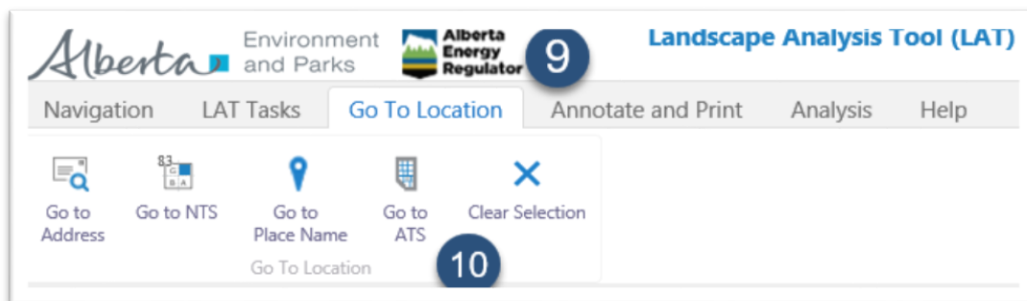 Alberta Environment and Parks
Alberta Energy Regulator
9
Landscape Analysis Tool (LAT)
Navigation LAT Tasks Go To Location Annotate and Print Analysis Help
83
G
B A
Go to Address
Go to NTS
Go to Place Name
Go to ATS
Clear Selection
Go To Location
10